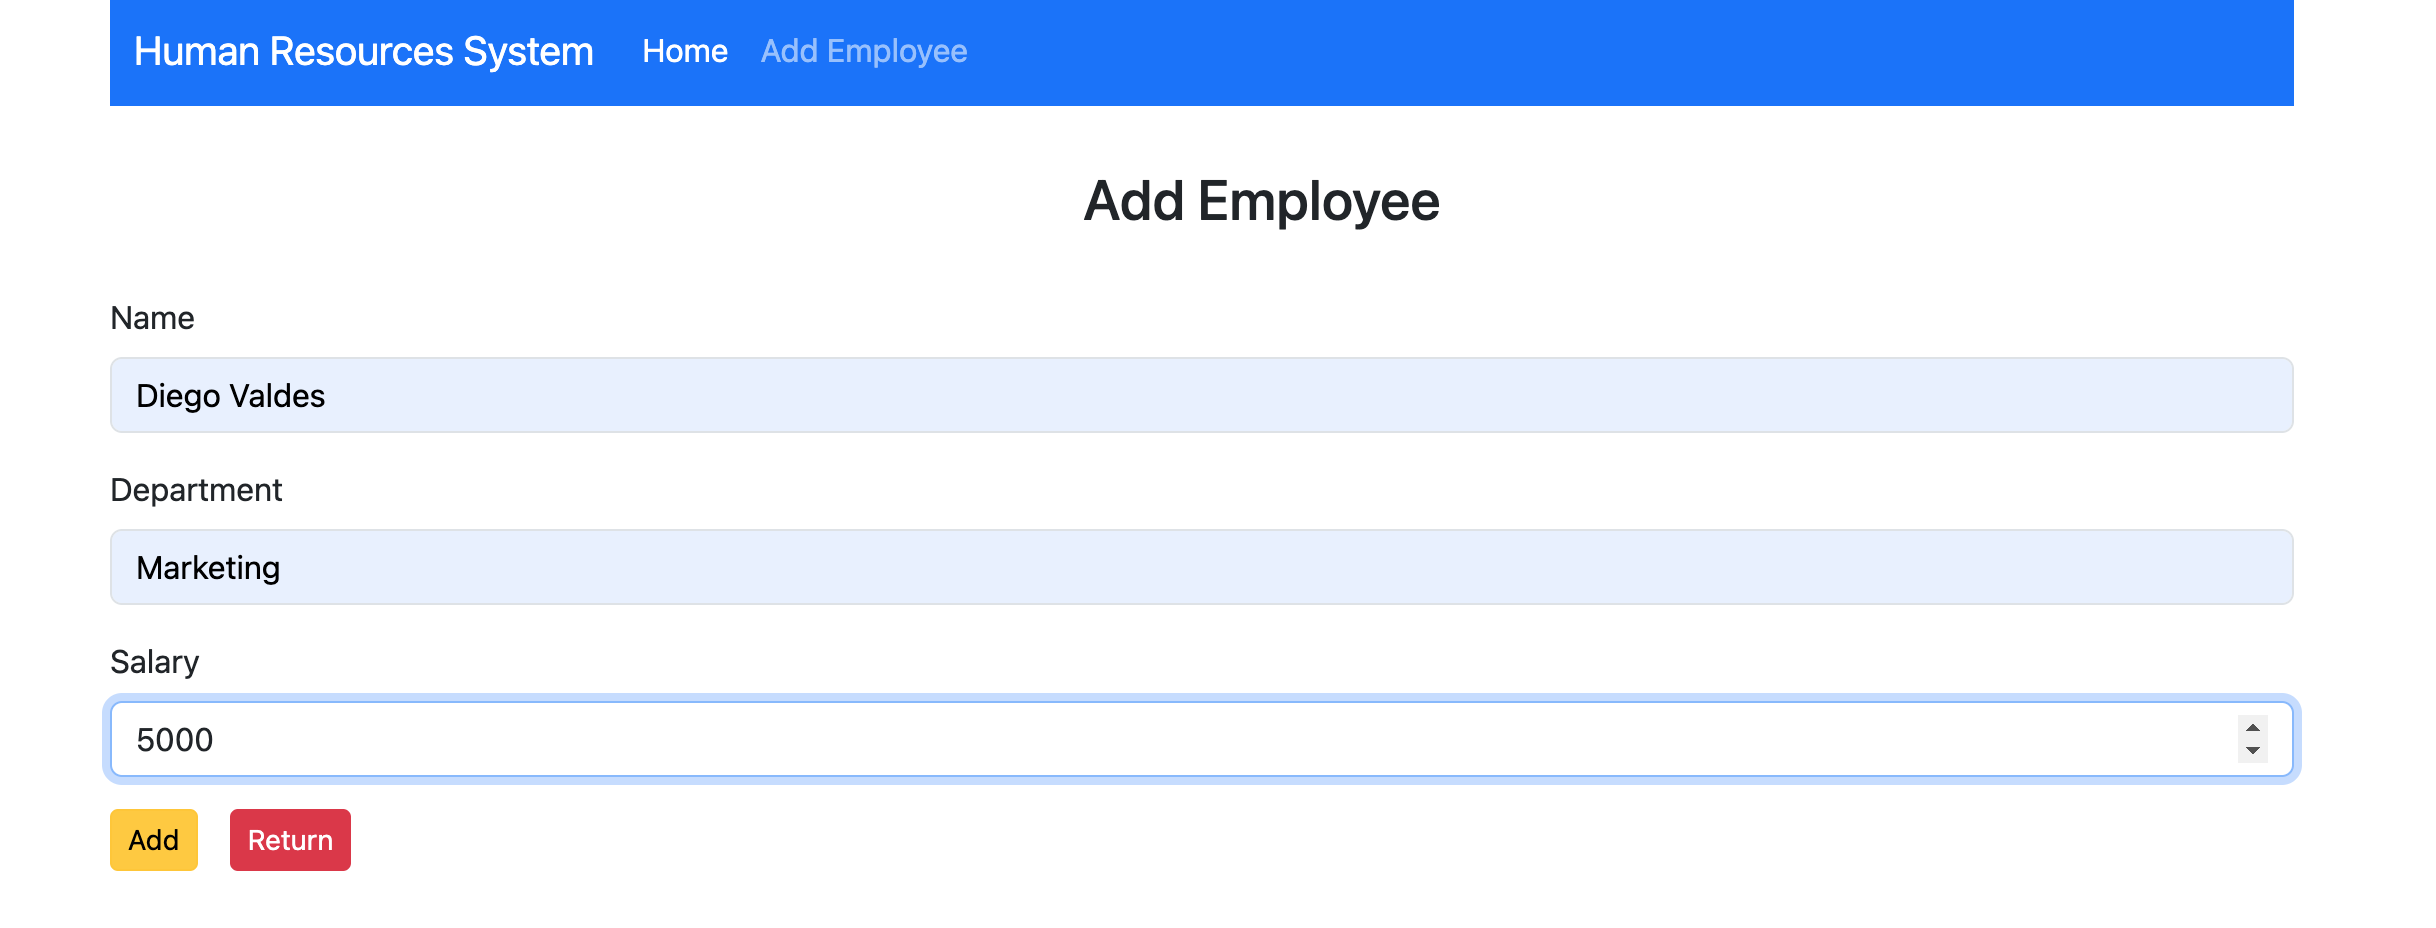 Human Resources System Home Add Employee
Add Employee
Name
Diego Valdes
Department
Marketing
Salary
5000
Add Return